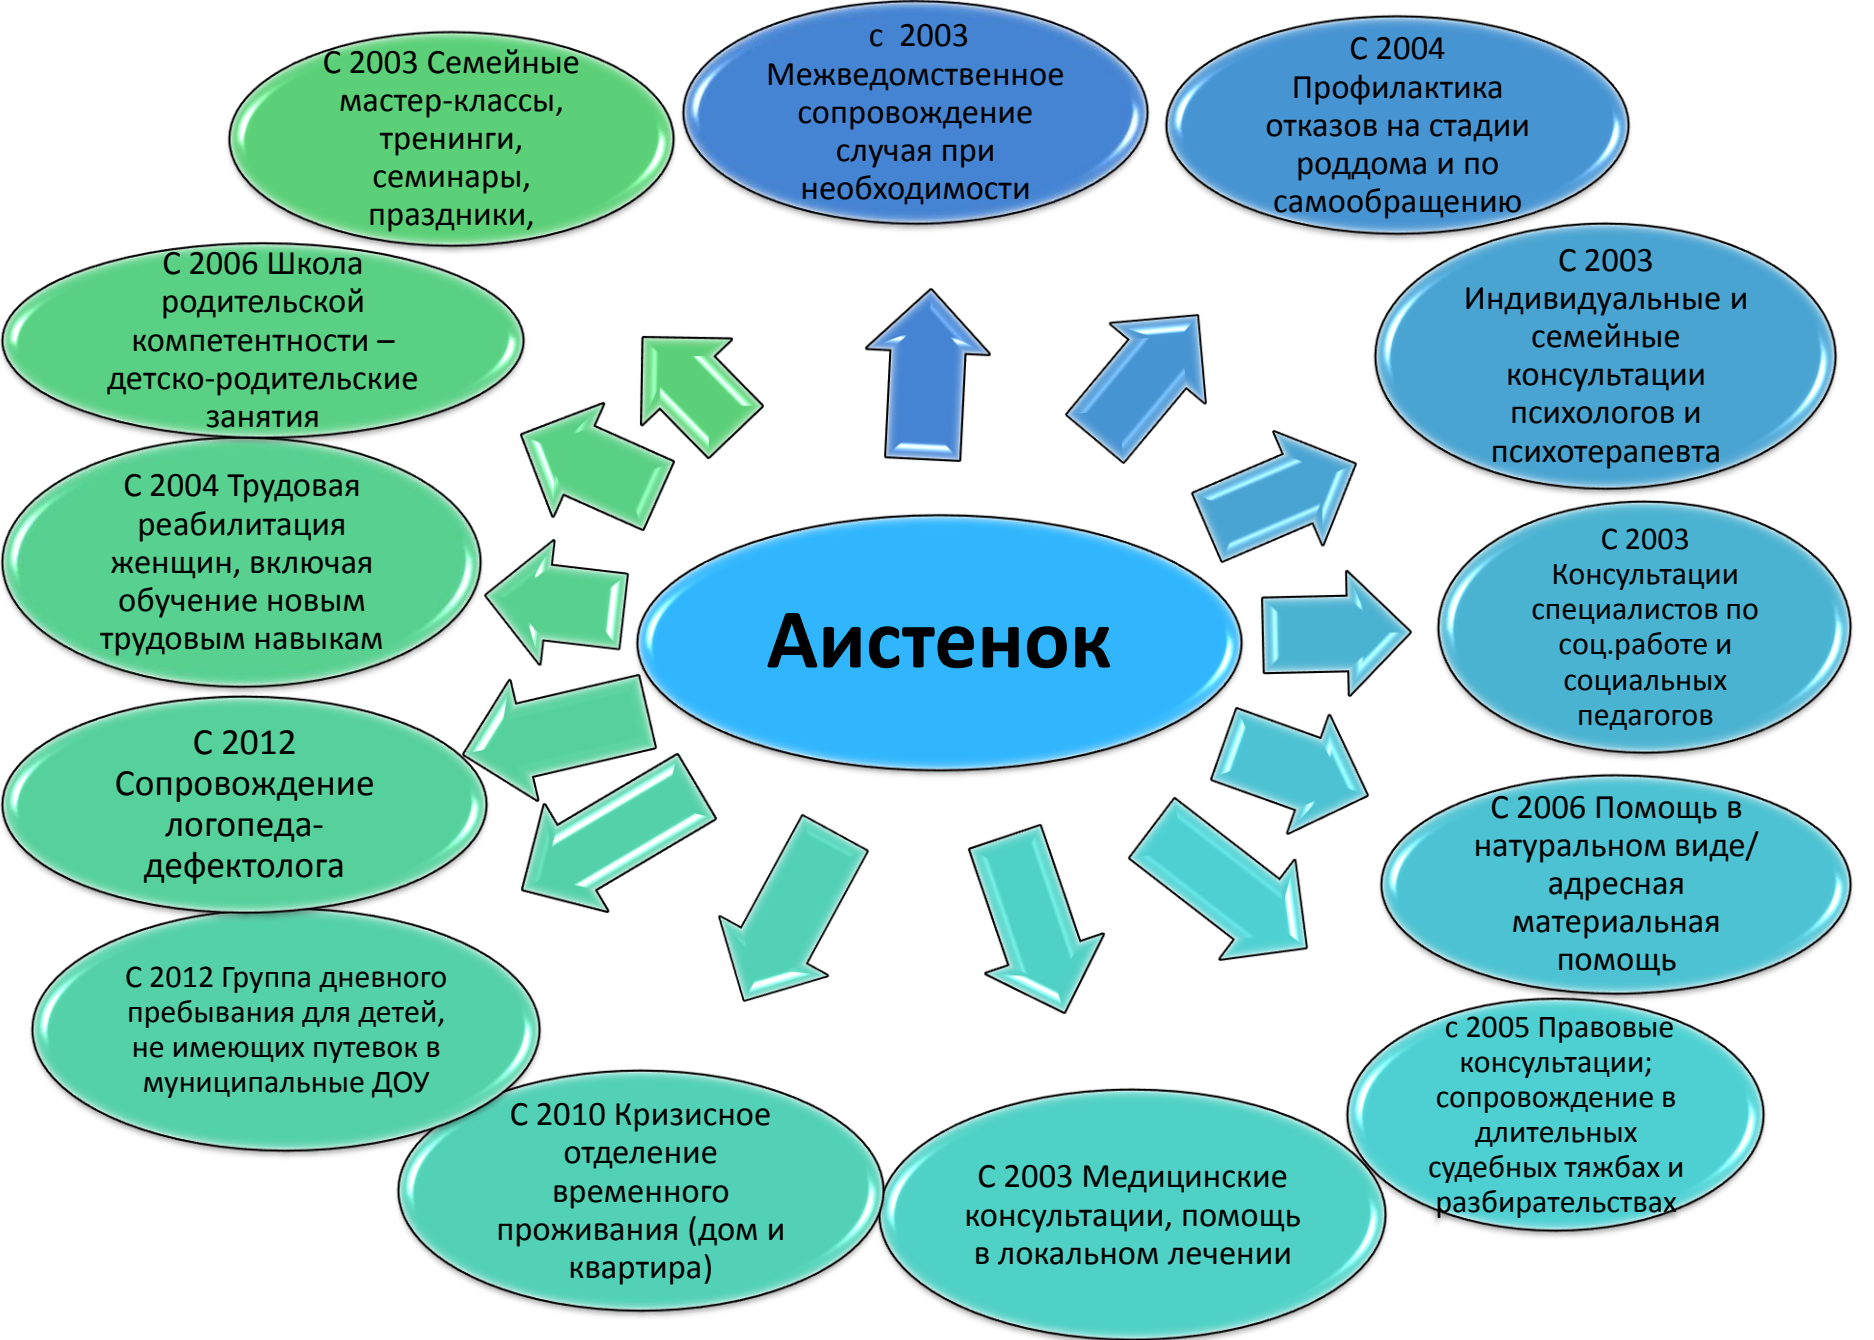 с 2003
Межведомственное
сопровождение
случая при
необходимости
С 2004
Профилактика
отказов на стадии
роддома и по
самообращению
С 2003
Индивидуальные и
семейные
консультации
психологов и
психотерапевта
С 2003
Консультации
специалистов по
соц.работе и
социальных
педагогов
С 2006 Помощь в
натуральном виде/
адресная
материальная
помощь
с 2005 Правовые
консультации;
сопровождение в
длительных
судебных тяжбах и
разбирательствах
С 2003 Медицинские
консультации, помощь
в локальном лечении
С 2010 Кризисное
отделение
временного
проживания (дом и
квартира)
С 2012 Группа дневного
пребывания для детей,
не имеющих путевок в
муниципальные ДОУ
С 2012
Сопровождение
логопеда-
дефектолога
С 2004 Трудовая
реабилитация
женщин, включая
обучение новым
трудовым навыкам
С 2006 Школа
родительской
компетентности –
детско-родительские
занятия
С 2003 Семейные
мастер-классы,
тренинги,
семинары,
праздники,
Аистенок